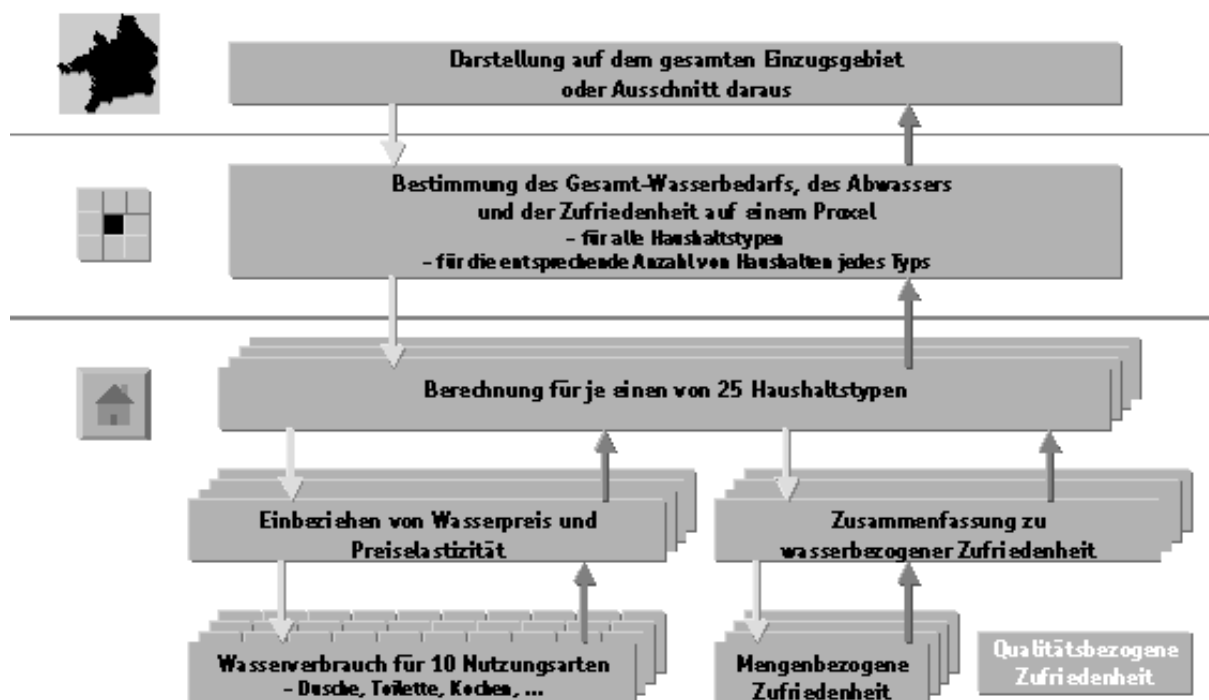 Darstellung auf dem gesamten Einzugsgebiet
oder Ausschnitt daraus
Bestimmung des Gesamt-Wasserbedarfs, des Abwassers
und der Zufriedenheit auf einem Proxel
– für alle Haushaltstypen
– für die entsprechende Anzahl von Haushalten jedes Typs
Berechnung für je einen von 25 Haushaltstypen
Einbeziehen von Wasserpreis und
Preiselastizität
Zusammenfassung zu
wasserbezogener Zufriedenheit
Wasserverbrauch für 10 Nutzungsarten
– Dusche, Toilette, Kochen, ...
Mengenbezogene
Zufriedenheit
Qualitätsbezogene
Zufriedenheit